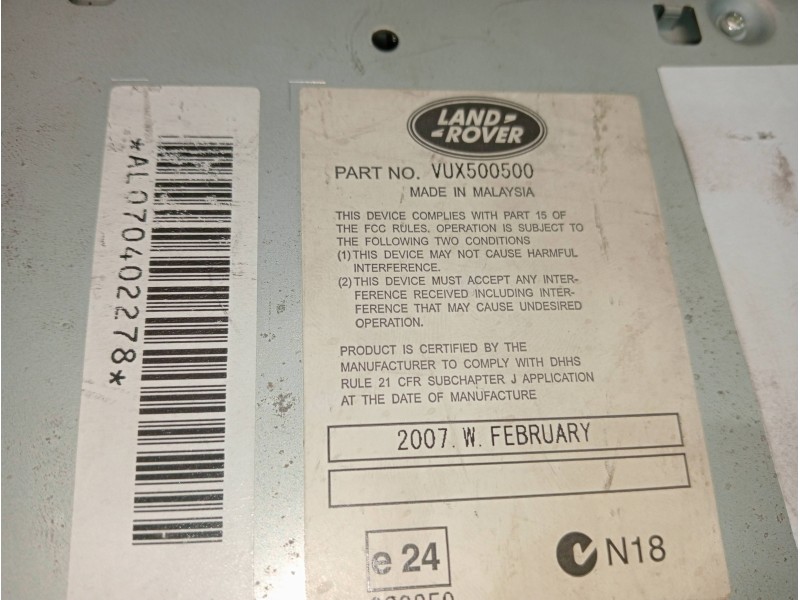 *AL070402278*
LAND-
-ROVER
PART NO. VUX500500
MADE IN MALAYSIA
THIS DEVICE COMPLIES WITH PART 15 OF
THE FCC RULES. OPERATION IS SUBJECT TO
THE FOLLOWING TWO CONDITIONS
(1) THIS DEVICE MAY NOT CAUSE HARMFUL
INTERFERENCE.
(2) THIS DEVICE MUST ACCEPT ANY INTER-
FERENCE RECEIVED INCLUDING INTER-
FERENCE THAT MAY CAUSE UNDESIRED
OPERATION.
PRODUCT IS CERTIFIED BY THE
MANUFACTURER TO COMPLY WITH DHHS
RULE 21 CFR SUBCHAPTER J APPLICATION
AT THE DATE OF MANUFACTURE
2007. W. FEBRUARY
e 24
N18